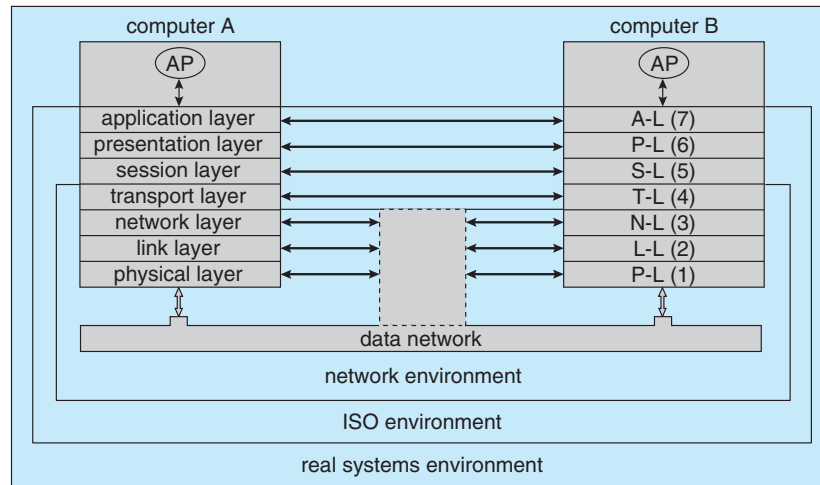 computer A
computer B
AP
AP
application layer
A-L (7)
presentation layer
P-L (6)
session layer
S-L (5)
transport layer
T-L (4)
network layer
N-L (3)
link layer
L-L (2)
physical layer
P-L (1)
data network
network environment
ISO environment
real systems environment